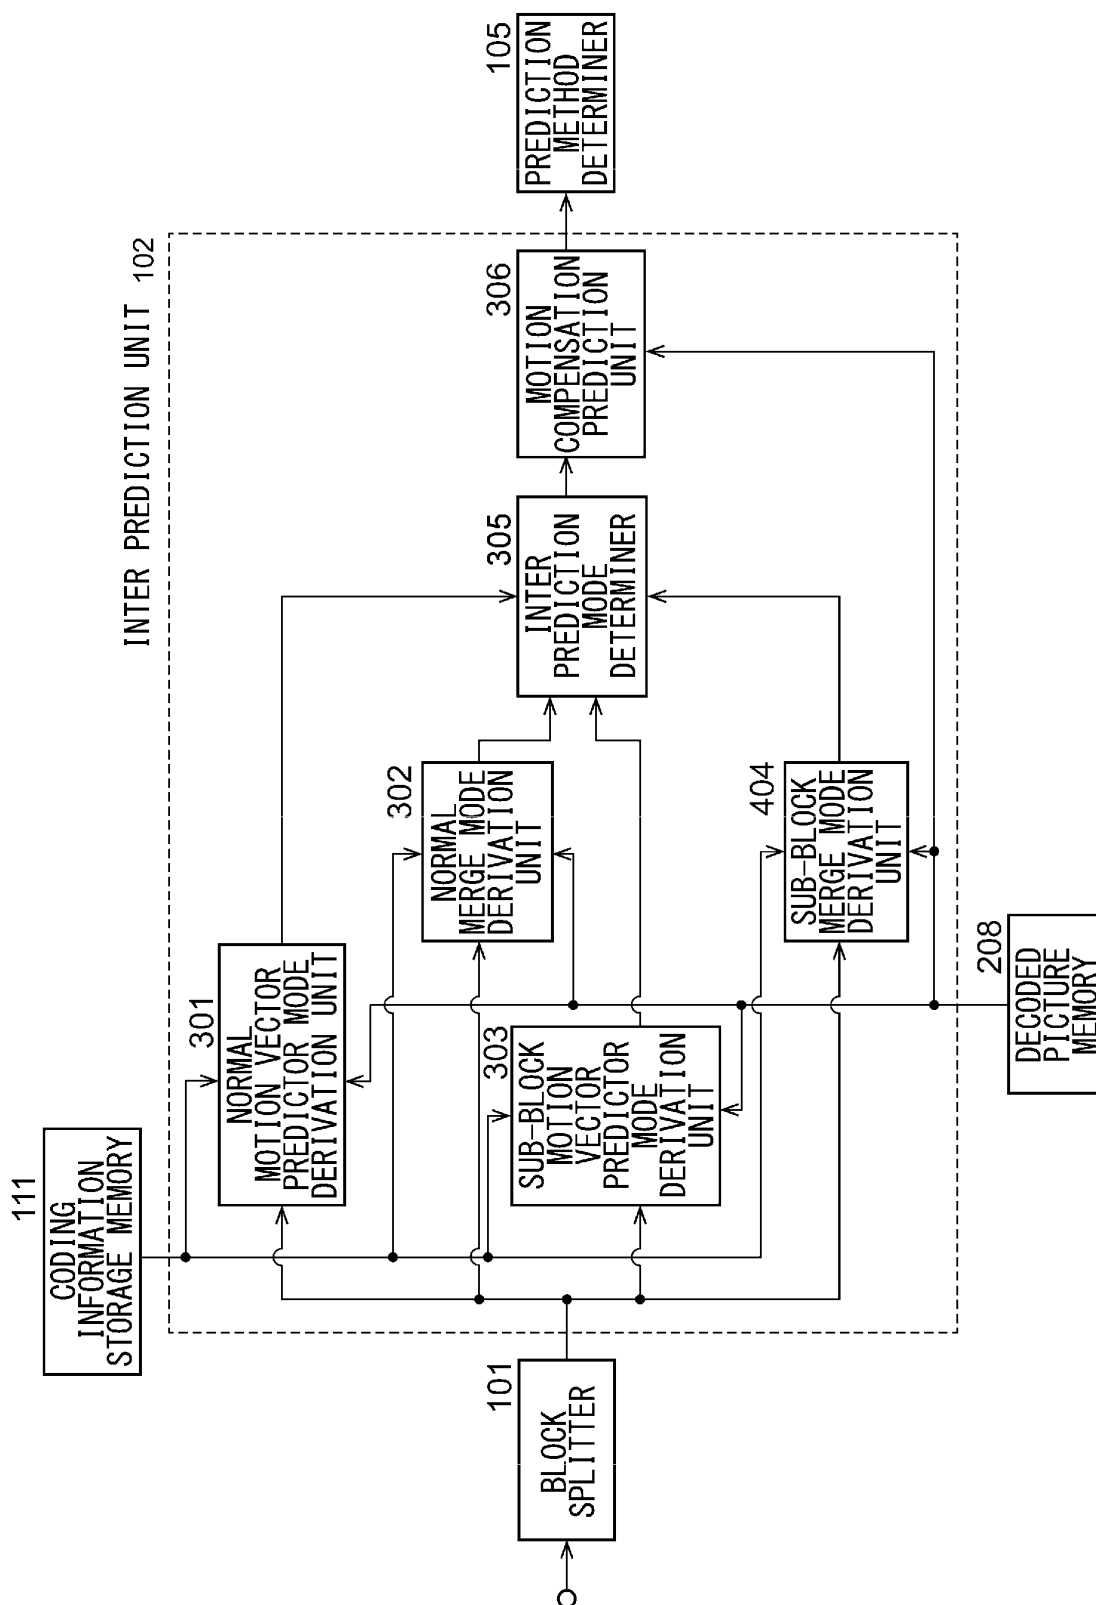 INTER PREDICTION UNIT 102
111
CODING
INFORMATION
STORAGE MEMORY
101
BLOCK
SPLITTER
301
NORMAL
MOTION VECTOR
PREDICTOR MODE
DERIVATION UNIT
302
NORMAL
MERGE MODE
DERIVATION
UNIT
303
SUB-BLOCK
MOTION
VECTOR
PREDICTOR
MODE
DERIVATION
UNIT
404
SUB-BLOCK
MERGE MODE
DERIVATION
UNIT
305
INTER
PREDICTION
MODE
DETERMINER
306
MOTION
COMPENSATION
PREDICTION
UNIT
105
PREDICTION
METHOD
DETERMINER
208
DECODED
PICTURE
MEMORY